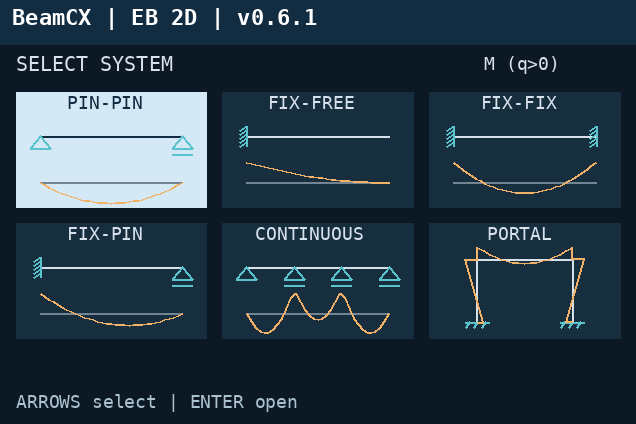 BeamCX | EB 2D | v0.6.1
SELECT SYSTEM M (q>0)
PIN-PIN FIX-FREE FIX-FIX
FIX-PIN CONTINUOUS PORTAL
ARROWS select | ENTER open